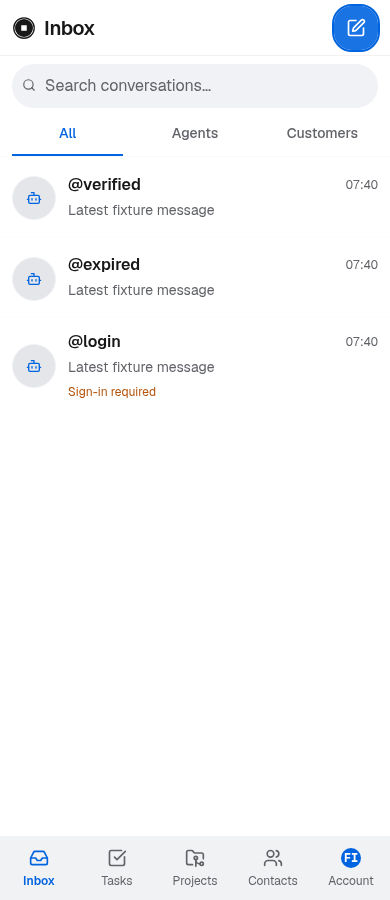 Inbox
Search conversations...
All
Agents
Customers
@verified
07:40
Latest fixture message
@expired
07:40
Latest fixture message
@login
07:40
Latest fixture message
Sign-in required
FI
Inbox
Tasks
Projects
Contacts
Account